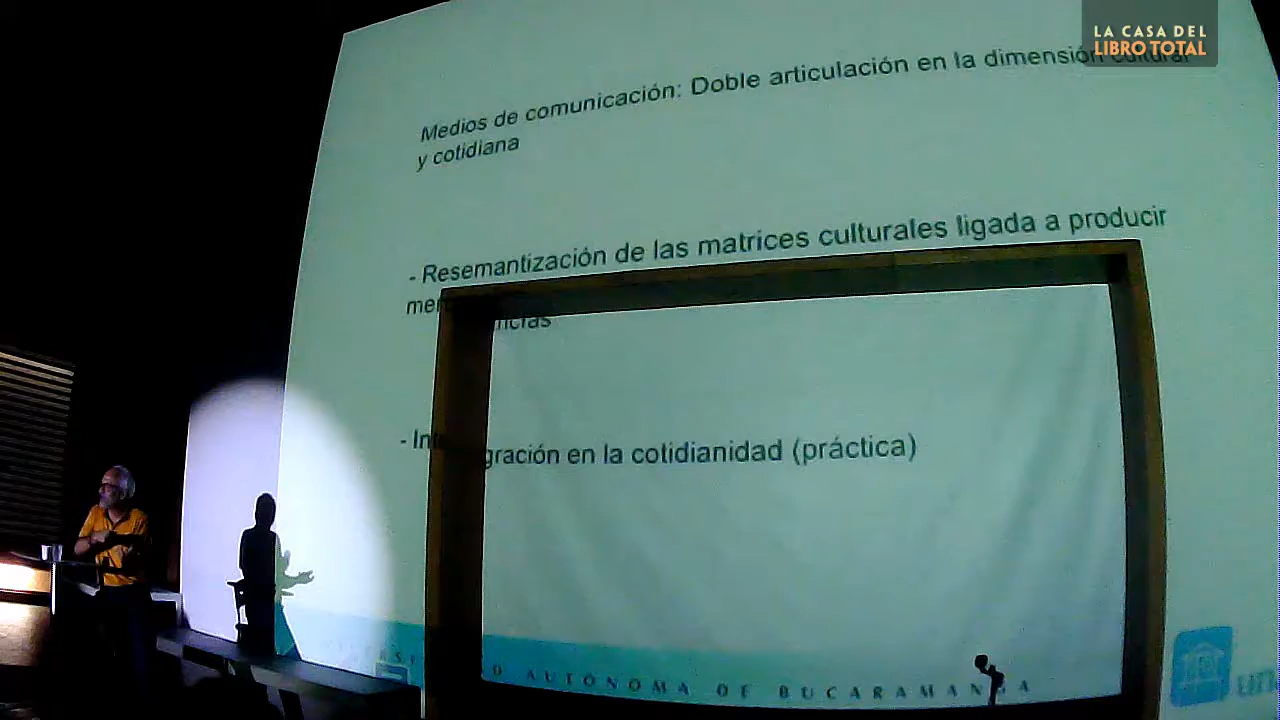 LA CASA DEL
LIBRO TOTAL
Medios de comunicación: Doble articulación en la dimensión cultural
y cotidiana
- Resemantización de las matrices culturales ligada a producir
- gración en la cotidianidad (práctica)
AUTÓNOMA DE BUCARAMANGA